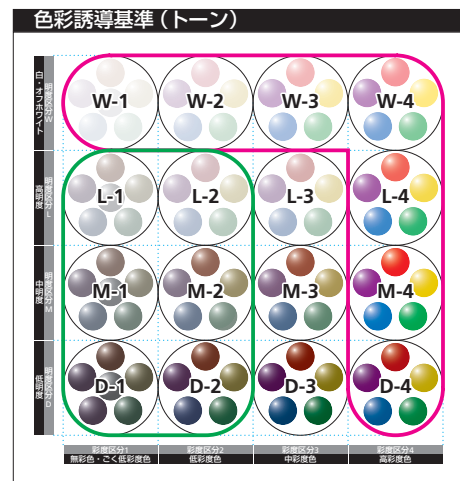 色彩誘導基準（トーン）
白・オフホワイト
明度区分W
W-1
W-2
W-3
W-4
高明度
明度区分L
L-1
L-2
L-3
L-4
中明度
明度区分M
M-1
M-2
M-3
M-4
低明度
明度区分D
D-1
D-2
D-3
D-4
彩度区分1
彩度区分2
彩度区分3
彩度区分4
無彩色・ごく低彩度色
低彩度色
中彩度色
高彩度色